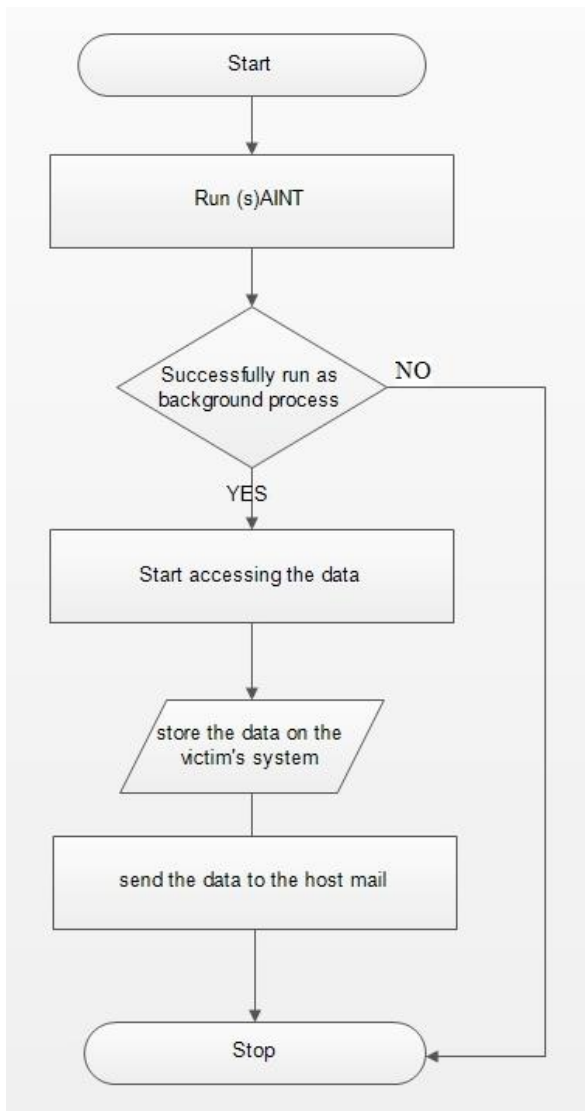 Start
Run (s)AINT
Successfully run as
background process
NO
YES
Start accessing the data
store the data on the
victim's system
send the data to the host mail
Stop